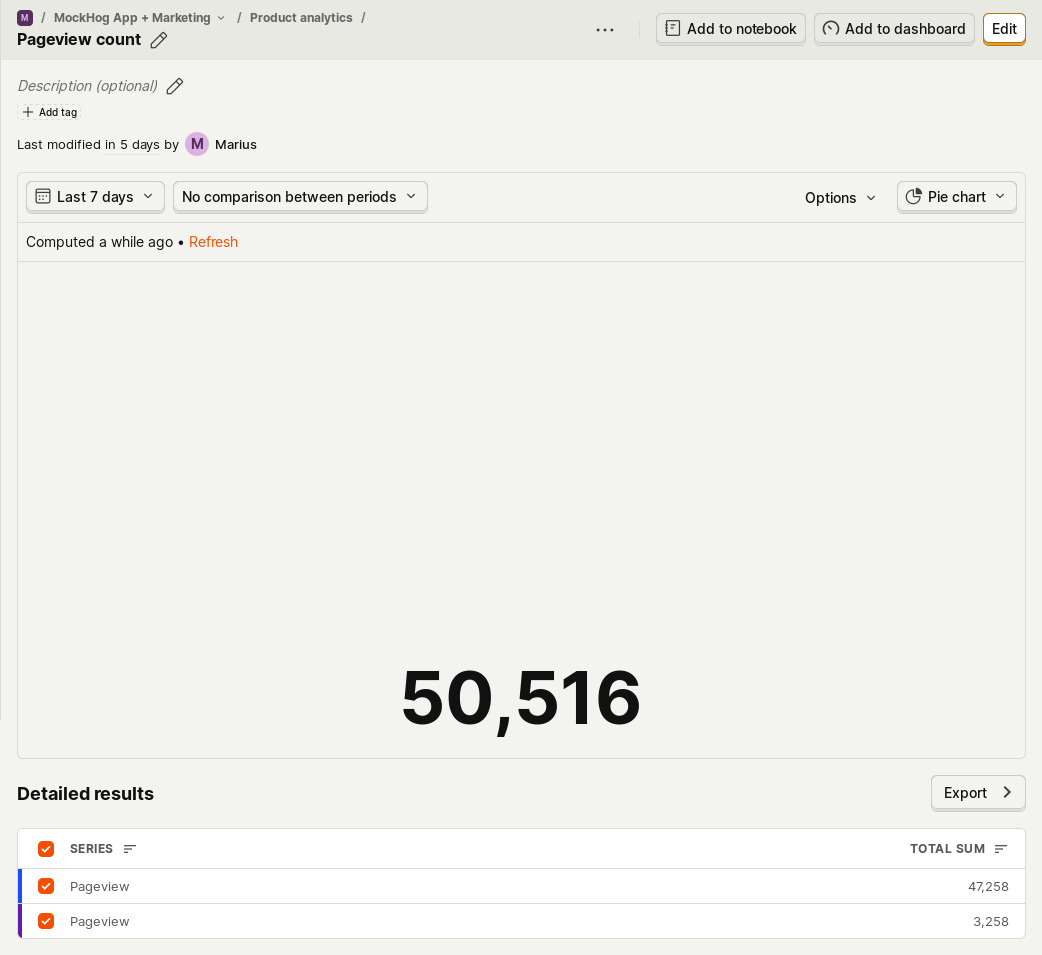 M / MockHog App + Marketing / Product analytics /
Pageview count
Add to notebook
Add to dashboard
Edit
Description (optional)
Add tag
Last modified in 5 days by M Marius
Last 7 days
No comparison between periods
Options
Pie chart
Computed a while ago • Refresh
50,516
Detailed results
Export
SERIES TOTAL SUM
Pageview 47,258
Pageview 3,258